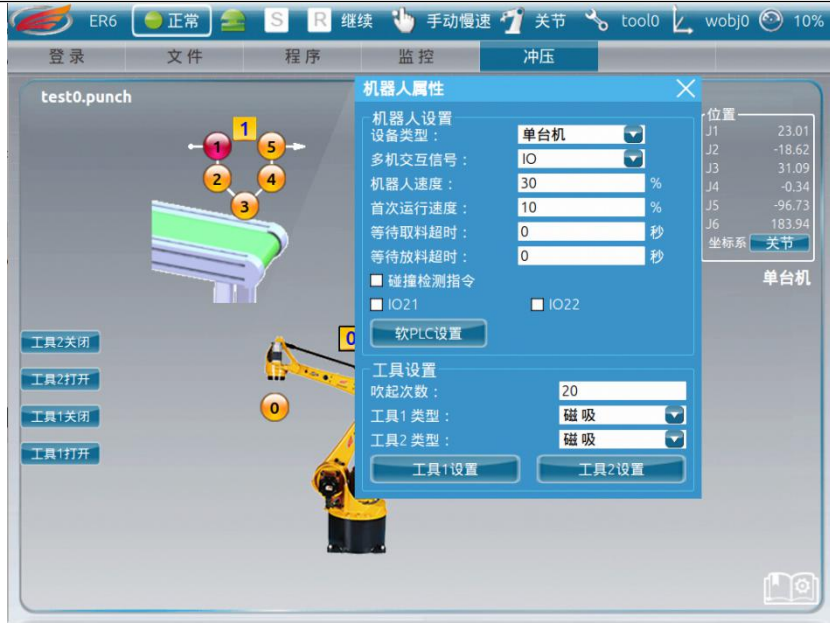 ER6 正常 S R 继续 手动慢速 关节 tool0 wobj0 10%
登录 文件 程序 监控 冲压
test0.punch
1
1 5
2 4
3
0
0
工具2关闭
工具2打开
工具1关闭
工具1打开
机器人属性
机器人设置
设备类型： 单台机
多机交互信号： IO
机器人速度： 30 %
首次运行速度： 10 %
等待取料超时： 0 秒
等待放料超时： 0 秒
碰撞检测指令
IO21 IO22
软PLC设置
工具设置
吹起次数： 20
工具1 类型： 磁 吸
工具2 类型： 磁 吸
工具1设置 工具2设置
位置
J1 23.01
J2 -18.62
J3 31.09
J4 -0.34
J5 -96.73
J6 183.94
坐标系 关节
单台机